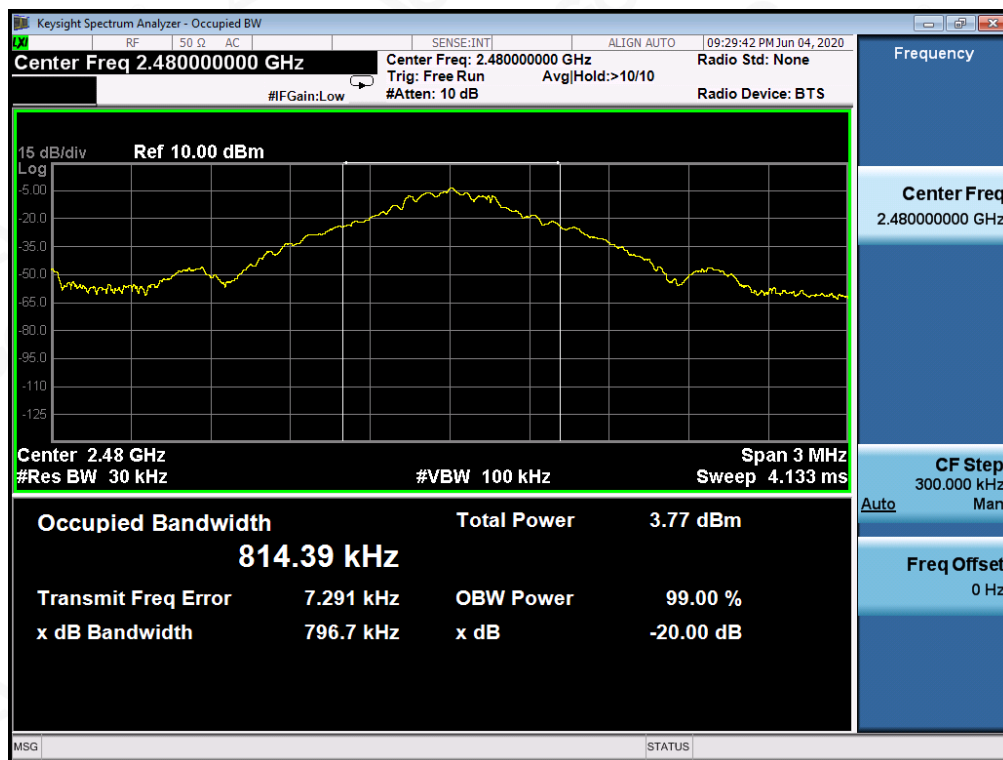 Keysight Spectrum Analyzer - Occupied BW
LXI RF 50 Ω AC SENSE:INT ALIGN AUTO 09:29:42 PM Jun 04, 2020
Center Freq 2.480000000 GHz
Center Freq: 2.480000000 GHz
Radio Std: None
Trig: Free Run Avg|Hold:>10/10
#IFGain:Low
#Atten: 10 dB
Radio Device: BTS
15 dB/div Ref 10.00 dBm
Log
-5.00
-20.0
-35.0
-50.0
-65.0
-80.0
-95.0
-110
-125
Center 2.48 GHz
Span 3 MHz
#Res BW 30 kHz
#VBW 100 kHz
Sweep 4.133 ms
Occupied Bandwidth
Total Power 3.77 dBm
814.39 kHz
Transmit Freq Error 7.291 kHz
OBW Power 99.00 %
x dB Bandwidth 796.7 kHz
x dB -20.00 dB
Frequency
Center Freq
2.480000000 GHz
CF Step
300.000 kHz
Auto Man
Freq Offset
0 Hz
MSG
STATUS